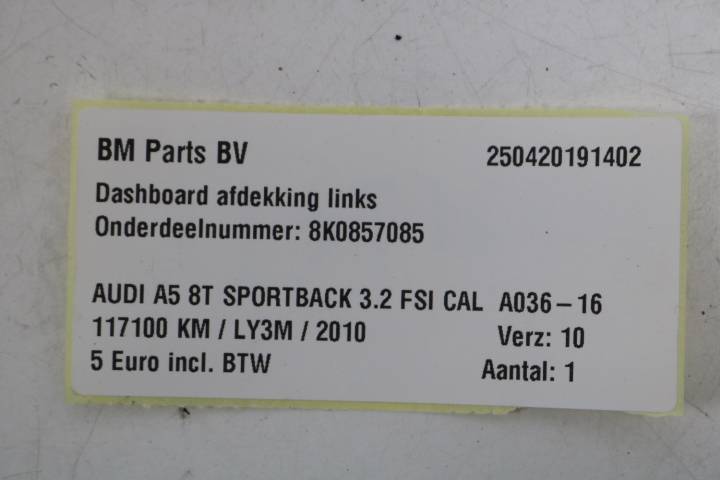 BM Parts BV 250420191402
Dashboard afdekking links
Onderdeelnummer: 8K0857085
AUDI A5 8T SPORTBACK 3.2 FSI CAL A036-16
117100 KM / LY3M / 2010 Verz: 10
5 Euro incl. BTW Aantal: 1